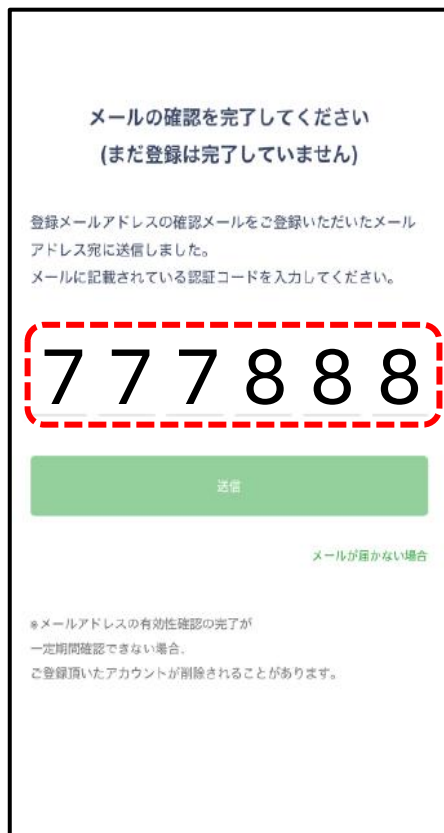 メールの確認を完了してください
(まだ登録は完了していません)
登録メールアドレスの確認メールをご登録いただいたメール
アドレス宛に送信しました。
メールに記載されている認証コードを入力してください。
777888
送信
メールが届かない場合
※メールアドレスの有効性確認の完了が
一定期間確認できない場合、
ご登録頂いたアカウントが削除されることがあります。